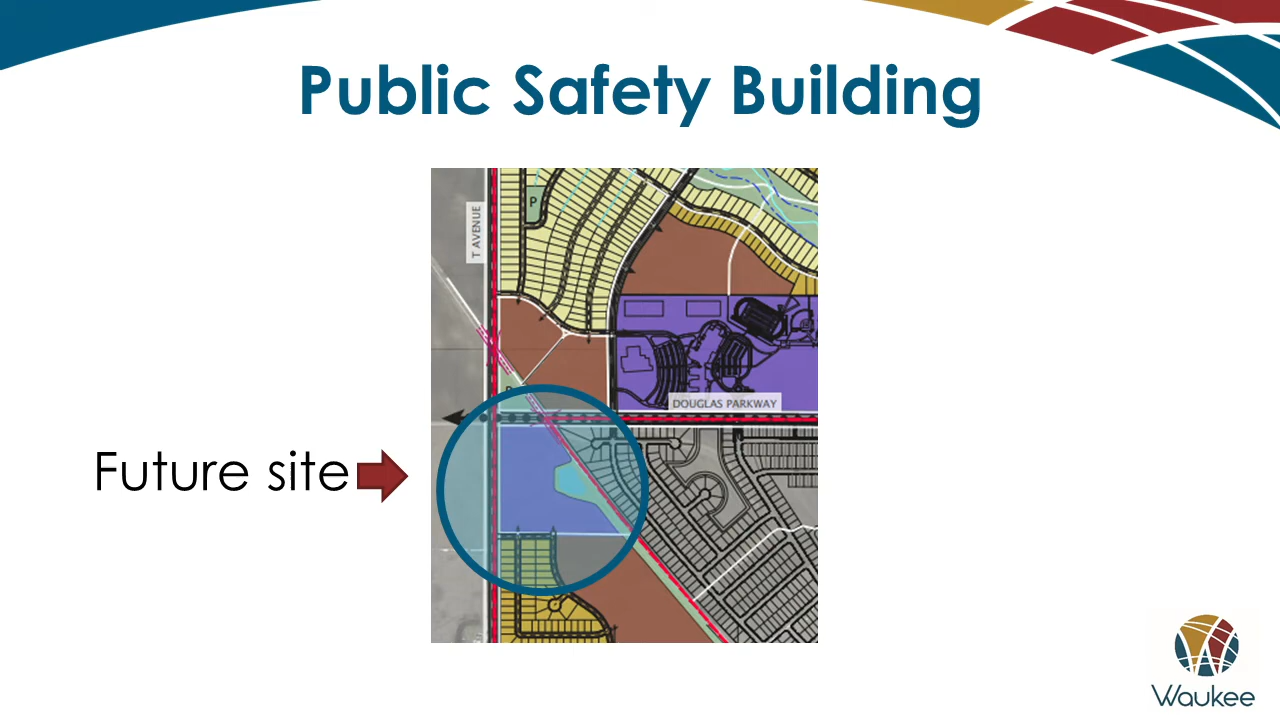 Public Safety Building
P
T AVENUE
DOUGLAS PARKWAY
Future site
Waukee